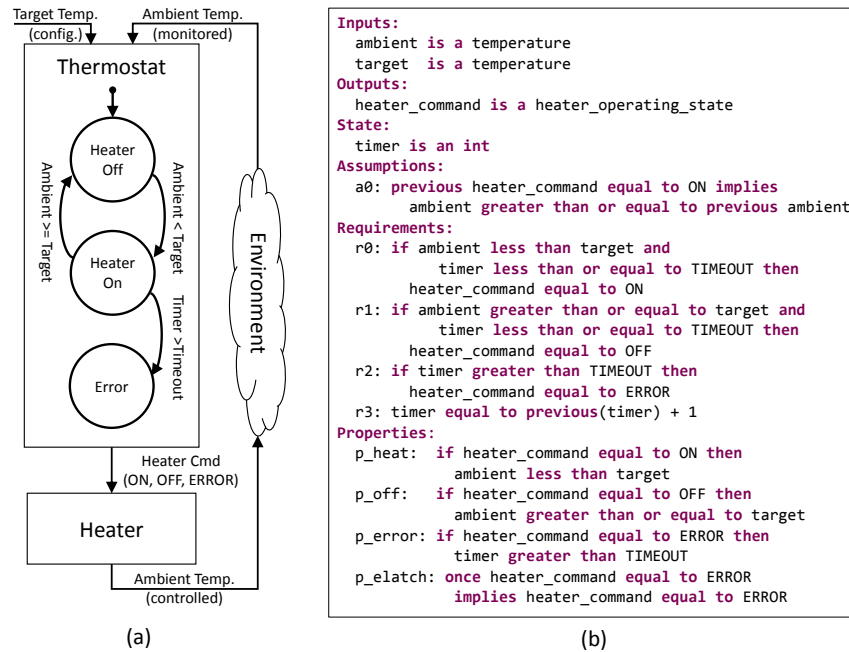 Target Temp.
(config.)
Ambient Temp.
(monitored)
Thermostat
Heater
Off
Ambient >= Target
Ambient < Target
Heater
On
Timer >Timeout
Error
Environment
Heater Cmd
(ON, OFF, ERROR)
Heater
Ambient Temp.
(controlled)
(a)
Inputs:
ambient is a temperature
target is a temperature
Outputs:
heater_command is a heater_operating_state
State:
timer is an int
Assumptions:
a0: previous heater_command equal to ON implies
ambient greater than or equal to previous ambient
Requirements:
r0: if ambient less than target and
timer less than or equal to TIMEOUT then
heater_command equal to ON
r1: if ambient greater than or equal to target and
timer less than or equal to TIMEOUT then
heater_command equal to OFF
r2: if timer greater than TIMEOUT then
heater_command equal to ERROR
r3: timer equal to previous(timer) + 1
Properties:
p_heat: if heater_command equal to ON then
ambient less than target
p_off: if heater_command equal to OFF then
ambient greater than or equal to target
p_error: if heater_command equal to ERROR then
timer greater than TIMEOUT
p_elatch: once heater_command equal to ERROR
implies heater_command equal to ERROR
(b)